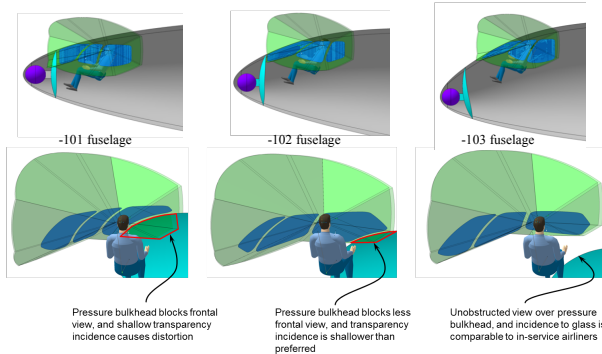 -101 fuselage
-102 fuselage
-103 fuselage
Pressure bulkhead blocks frontal
view, and shallow transparency
incidence causes distortion
Pressure bulkhead blocks less
frontal view, and transparency
incidence is shallower than
preferred
Unobstructed view over pressure
bulkhead, and incidence to glass is
comparable to in-service airliners